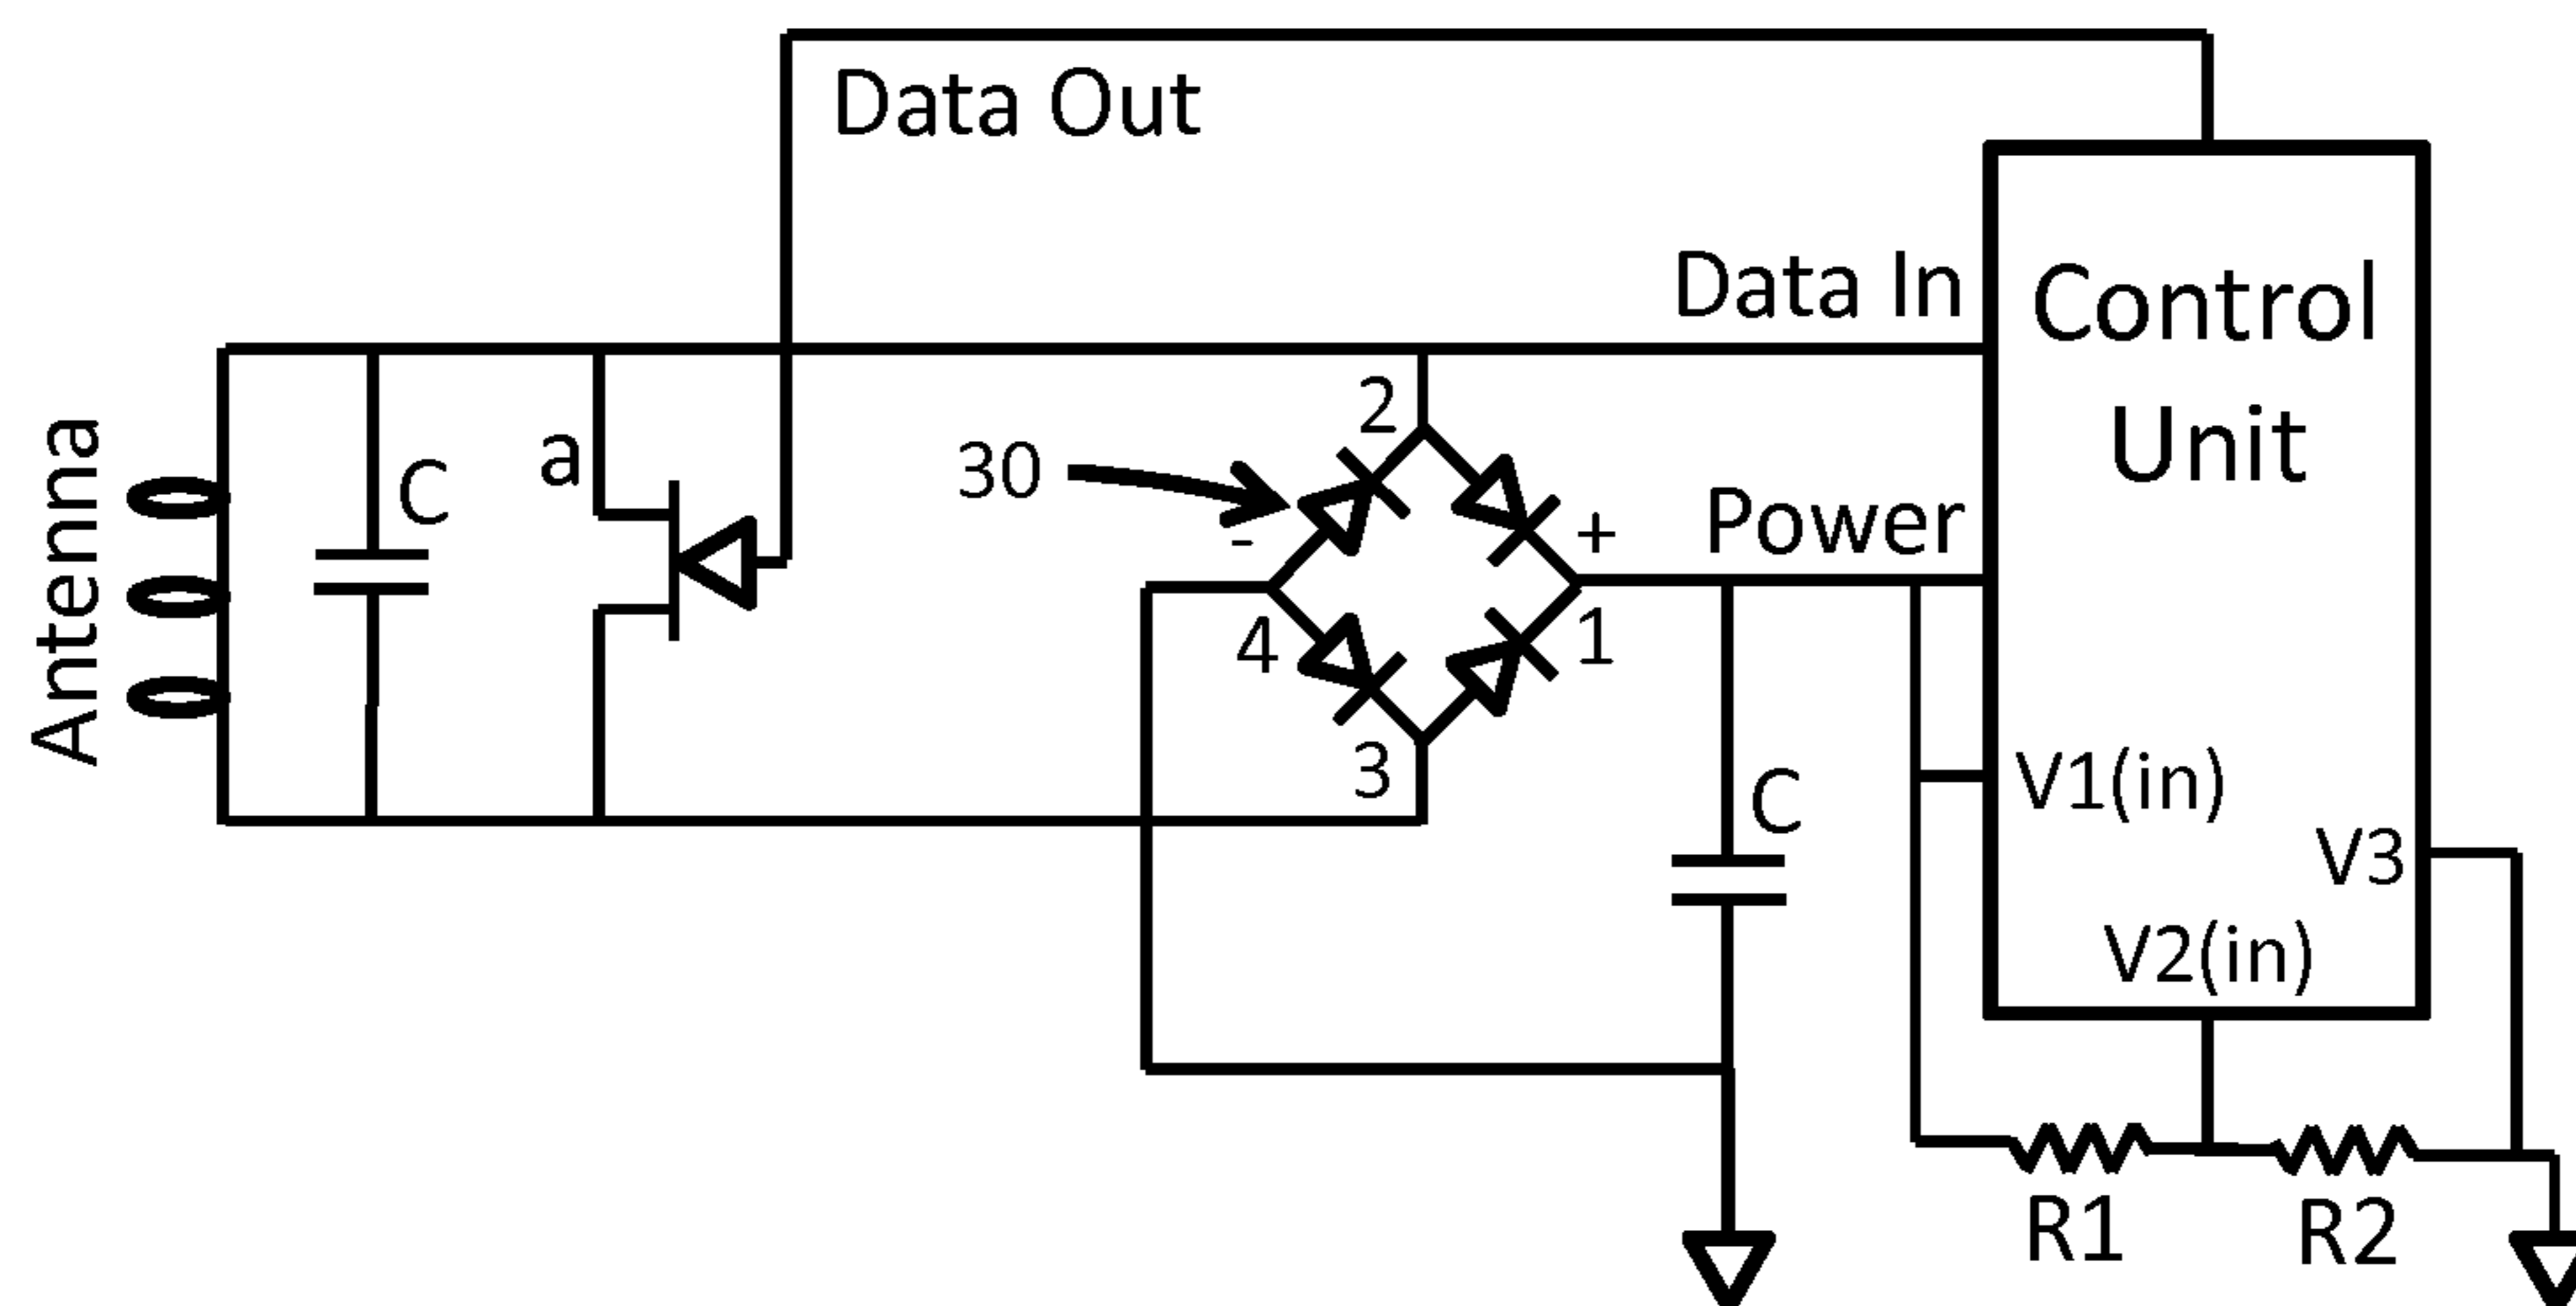 Data Out
Data In
Control
Unit
2
C
a
30
-
+
Power
Antenna
4
1
3
C
V1(in)
V3
V2(in)
R1
R2